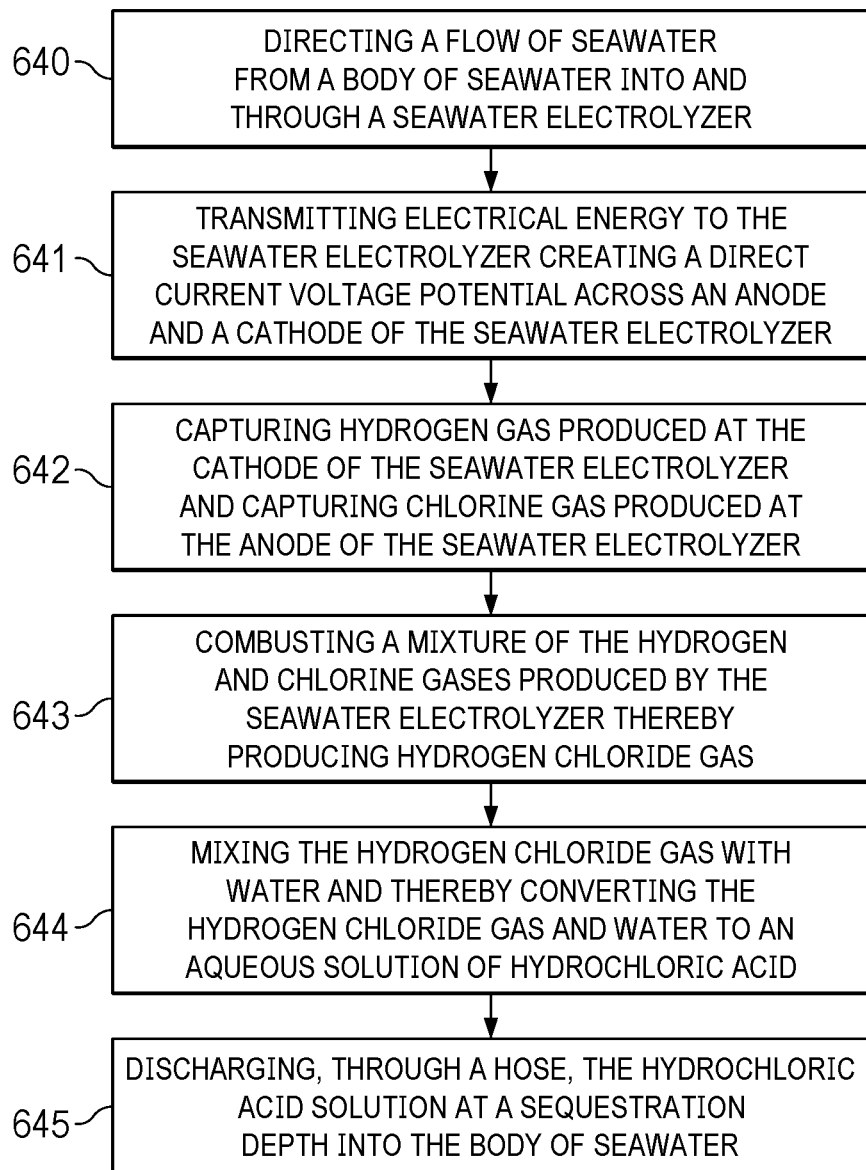 640
DIRECTING A FLOW OF SEAWATER
FROM A BODY OF SEAWATER INTO AND
THROUGH A SEAWATER ELECTROLYZER
641
TRANSMITTING ELECTRICAL ENERGY TO THE
SEAWATER ELECTROLYZER CREATING A DIRECT
CURRENT VOLTAGE POTENTIAL ACROSS AN ANODE
AND A CATHODE OF THE SEAWATER ELECTROLYZER
642
CAPTURING HYDROGEN GAS PRODUCED AT THE
CATHODE OF THE SEAWATER ELECTROLYZER
AND CAPTURING CHLORINE GAS PRODUCED AT
THE ANODE OF THE SEAWATER ELECTROLYZER
643
COMBUSTING A MIXTURE OF THE HYDROGEN
AND CHLORINE GASES PRODUCED BY THE
SEAWATER ELECTROLYZER THEREBY
PRODUCING HYDROGEN CHLORIDE GAS
644
MIXING THE HYDROGEN CHLORIDE GAS WITH
WATER AND THEREBY CONVERTING THE
HYDROGEN CHLORIDE GAS AND WATER TO AN
AQUEOUS SOLUTION OF HYDROCHLORIC ACID
645
DISCHARGING, THROUGH A HOSE, THE HYDROCHLORIC
ACID SOLUTION AT A SEQUESTRATION
DEPTH INTO THE BODY OF SEAWATER